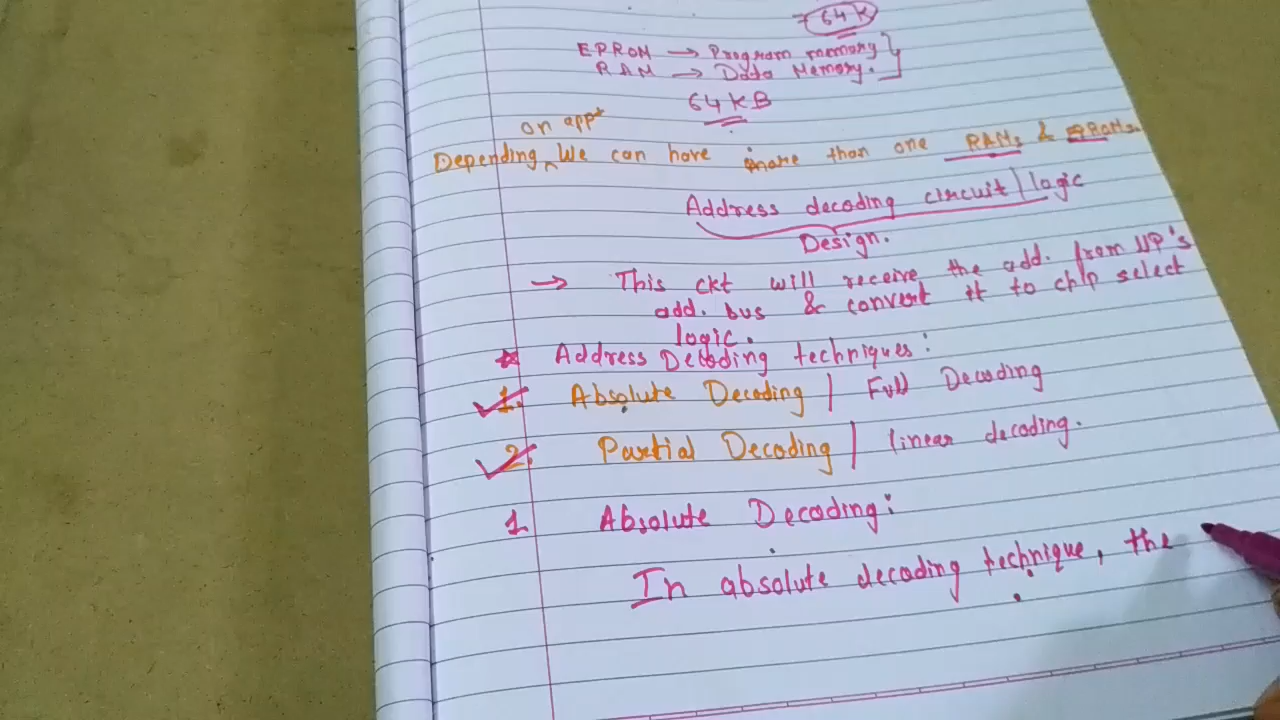 → 64K
EPROM → Program memory
RAM → Data Memory.
64 KB
on appⁿ
Depending ^ We can have more than one RAMs & EPROMs.
Address decoding circuit | logic
Design.
→ This ckt will receive the add. from μP's
add. bus & convert it to chip select
logic.
* Address Decoding techniques:
1. Absolute Decoding | Full Decoding
2. Partial Decoding | linear decoding.
1. Absolute Decoding:
In absolute decoding technique, the